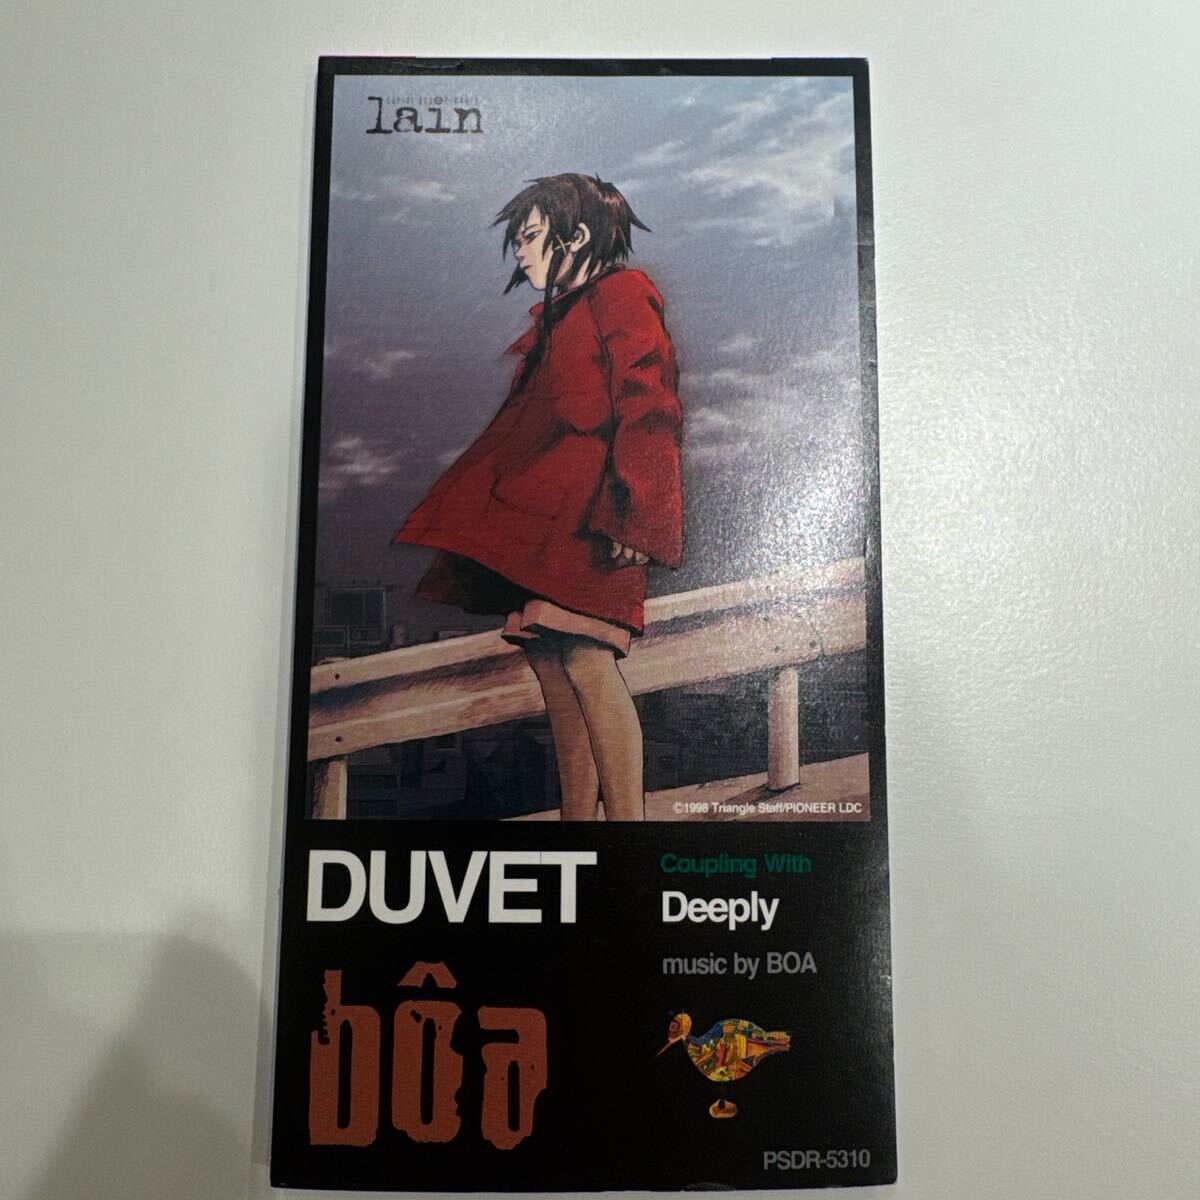 lain
©1998 Triangle Staff/PIONEER LDC
DUVET
Coupling With
Deeply
music by BOA
bôa
PSDR-5310